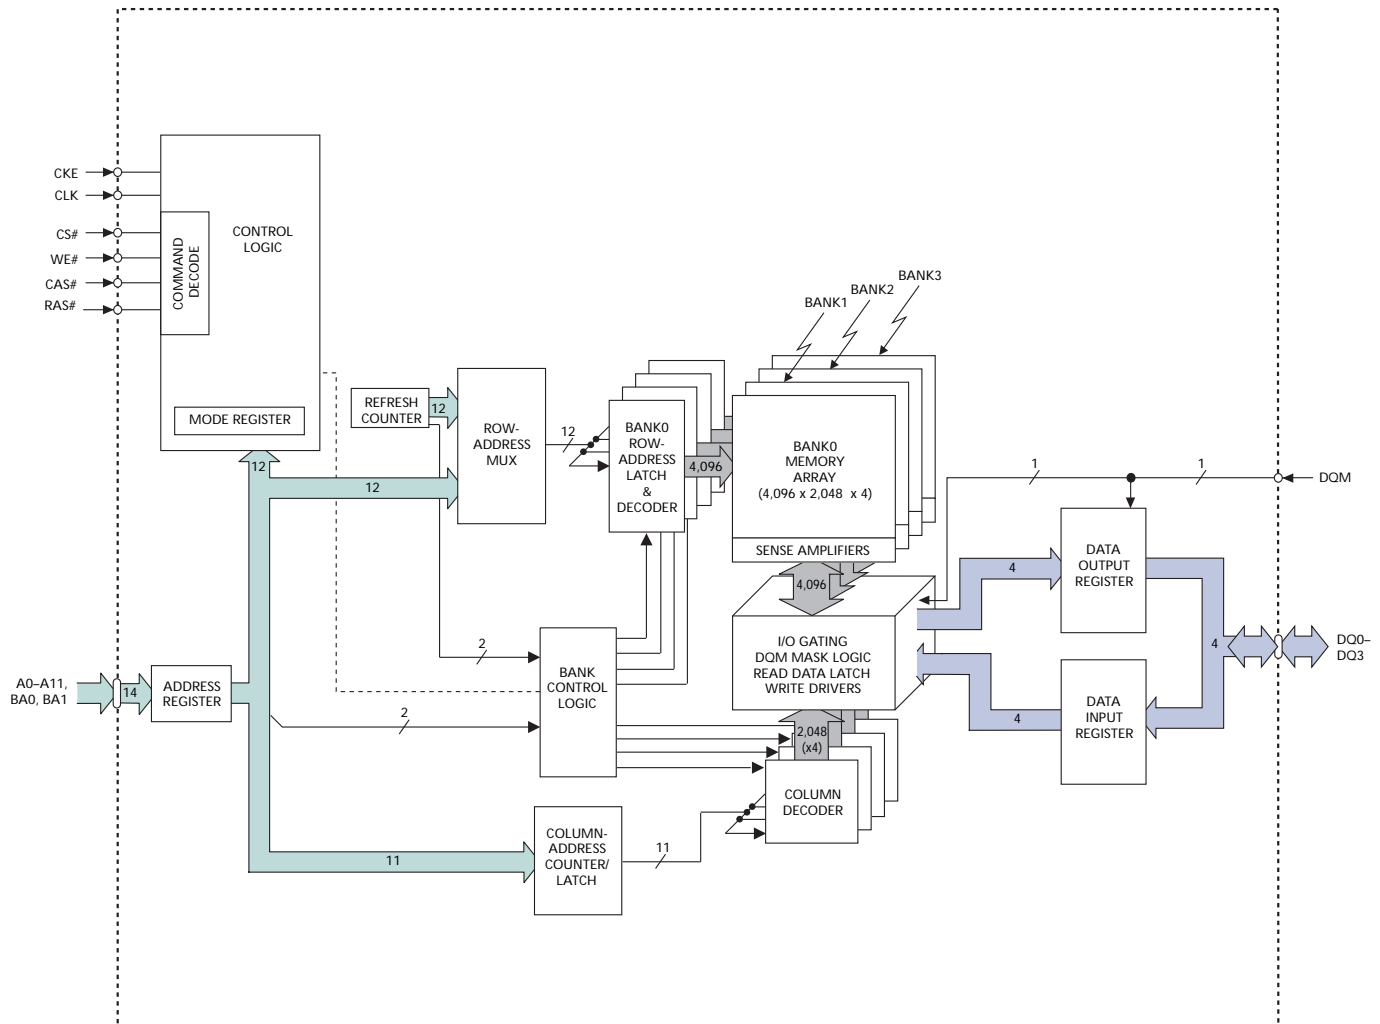 CKE
CLK
CS#
WE#
CAS#
RAS#
CONTROL
LOGIC
COMMAND
DECODE
MODE REGISTER
12
REFRESH
COUNTER
12
12
ROW-
ADDRESS
MUX
12
BANK0
ROW-
ADDRESS
LATCH
&
DECODER
4,096
BANK1
BANK2
BANK3
BANK0
MEMORY
ARRAY
(4,096 x 2,048 x 4)
SENSE AMPLIFIERS
4,096
I/O GATING
DQM MASK LOGIC
READ DATA LATCH
WRITE DRIVERS
2,048
(x4)
COLUMN
DECODER
1
1
DQM
DATA
OUTPUT
REGISTER
4
4
DQ0–
DQ3
DATA
INPUT
REGISTER
4
A0–A11,
BA0, BA1
14
ADDRESS
REGISTER
2
2
BANK
CONTROL
LOGIC
11
COLUMN-
ADDRESS
COUNTER/
LATCH
11